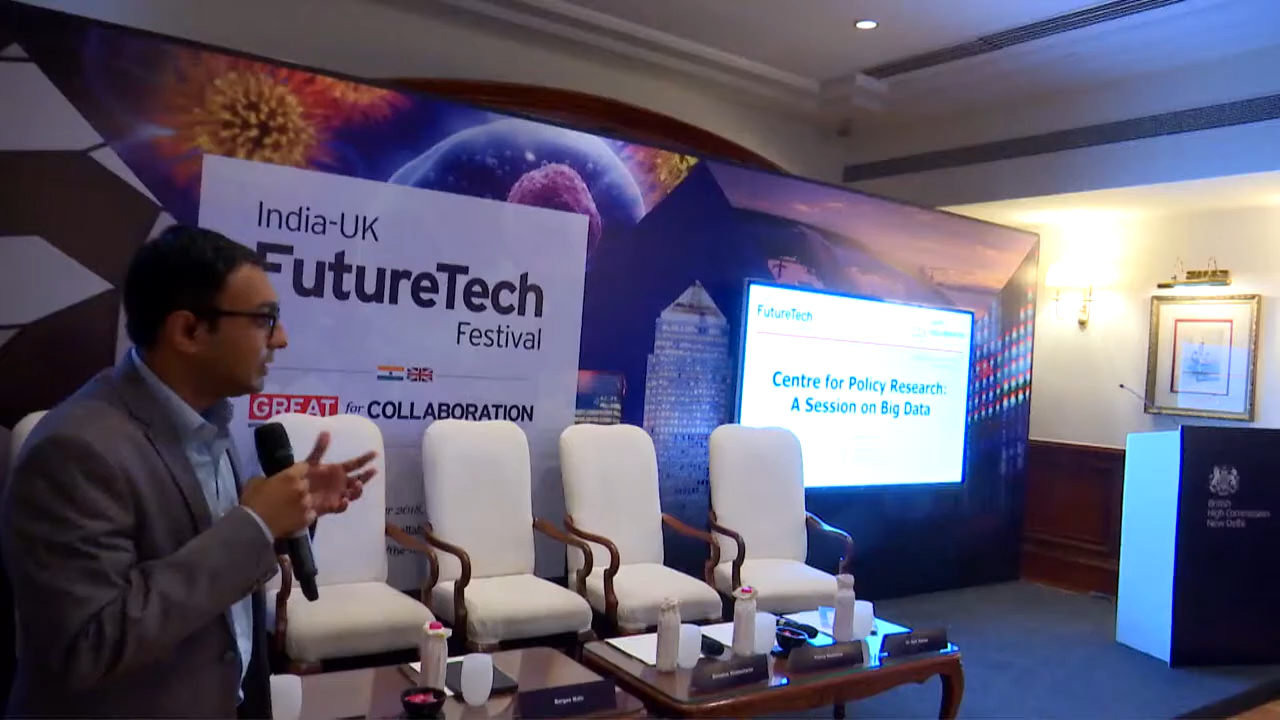 India-UK
FutureTech
Festival
GREAT for COLLABORATION
FutureTech
Centre for Policy Research:
A Session on Big Data
British
High Commission
New Delhi